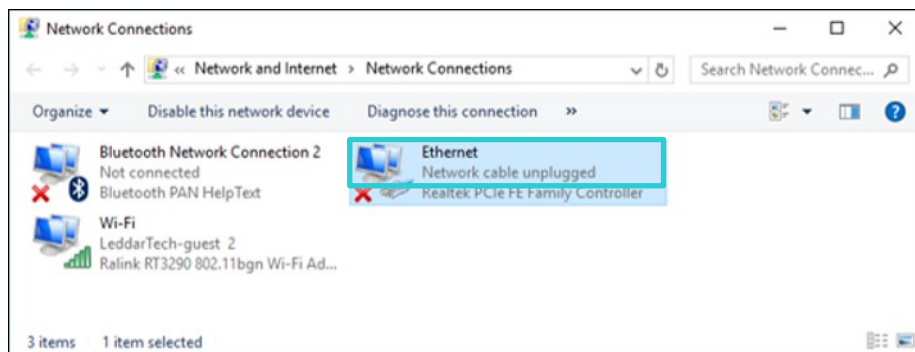 Network Connections
« Network and Internet > Network Connections
Search Network Connec...
Organize Disable this network device Diagnose this connection »
Bluetooth Network Connection 2
Not connected
Bluetooth PAN HelpText
Ethernet
Network cable unplugged
Realtek PCIe FE Family Controller
Wi-Fi
LeddarTech-guest 2
Ralink RT3290 802.11bgn Wi-Fi Ad...
3 items 1 item selected